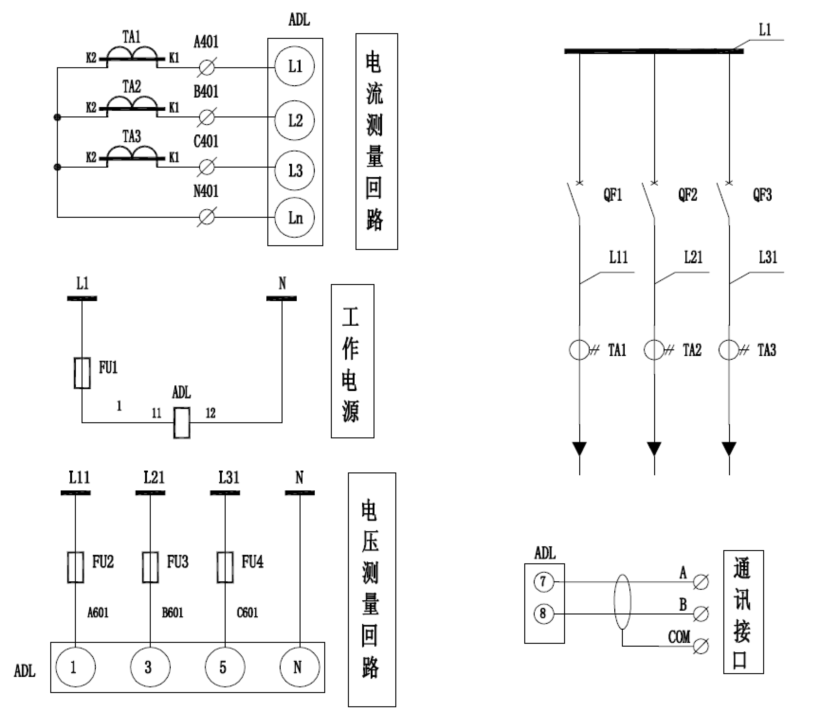 ADL
TA1
K2
K1
A401
L1
TA2
K2
K1
B401
L2
TA3
K2
K1
C401
L3
N401
Ln
电流测量回路
L1
N
FU1
1
11
ADL
12
工作电源
L11
L21
L31
N
FU2
FU3
FU4
A601
B601
C601
ADL
1
3
5
N
电压测量回路
L1
QF1
QF2
QF3
L11
L21
L31
TA1
TA2
TA3
ADL
7
A
8
B
COM
通讯接口